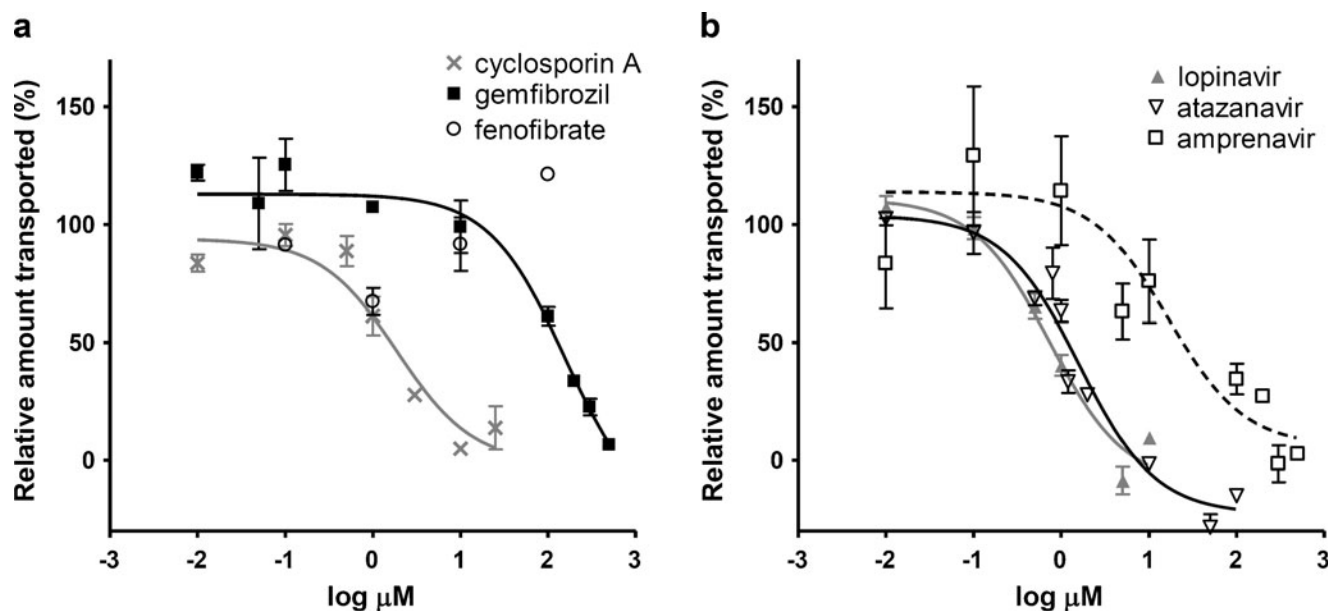 a
cyclosporin A
gemfibrozil
fenofibrate
Relative amount transported (%)
150
100
50
0
-3 -2 -1 0 1 2 3
log μM
b
lopinavir
atazanavir
amprenavir
Relative amount transported (%)
150
100
50
0
-3 -2 -1 0 1 2 3
log μM